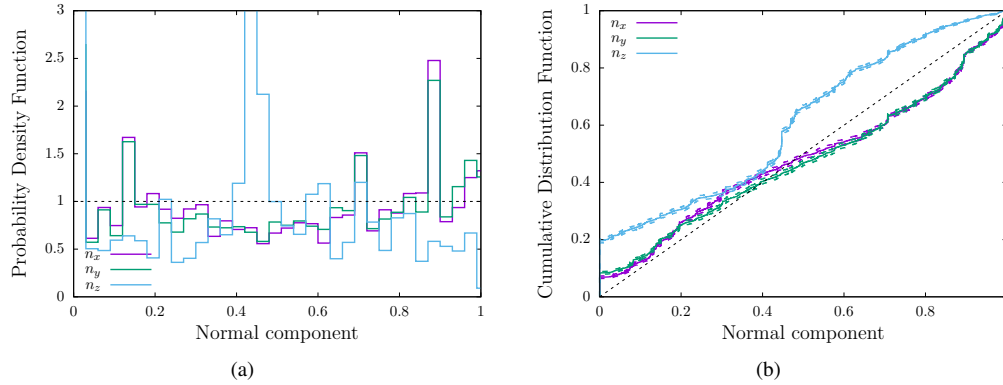 Probability Density Function
3
2.5
2
1.5
1
0.5
0
n_x
n_y
n_z
0
0.2
0.4
0.6
0.8
1
Normal component
(a)
Cumulative Distribution Function
1
0.8
0.6
0.4
0.2
0
n_x
n_y
n_z
0
0.2
0.4
0.6
0.8
Normal component
(b)